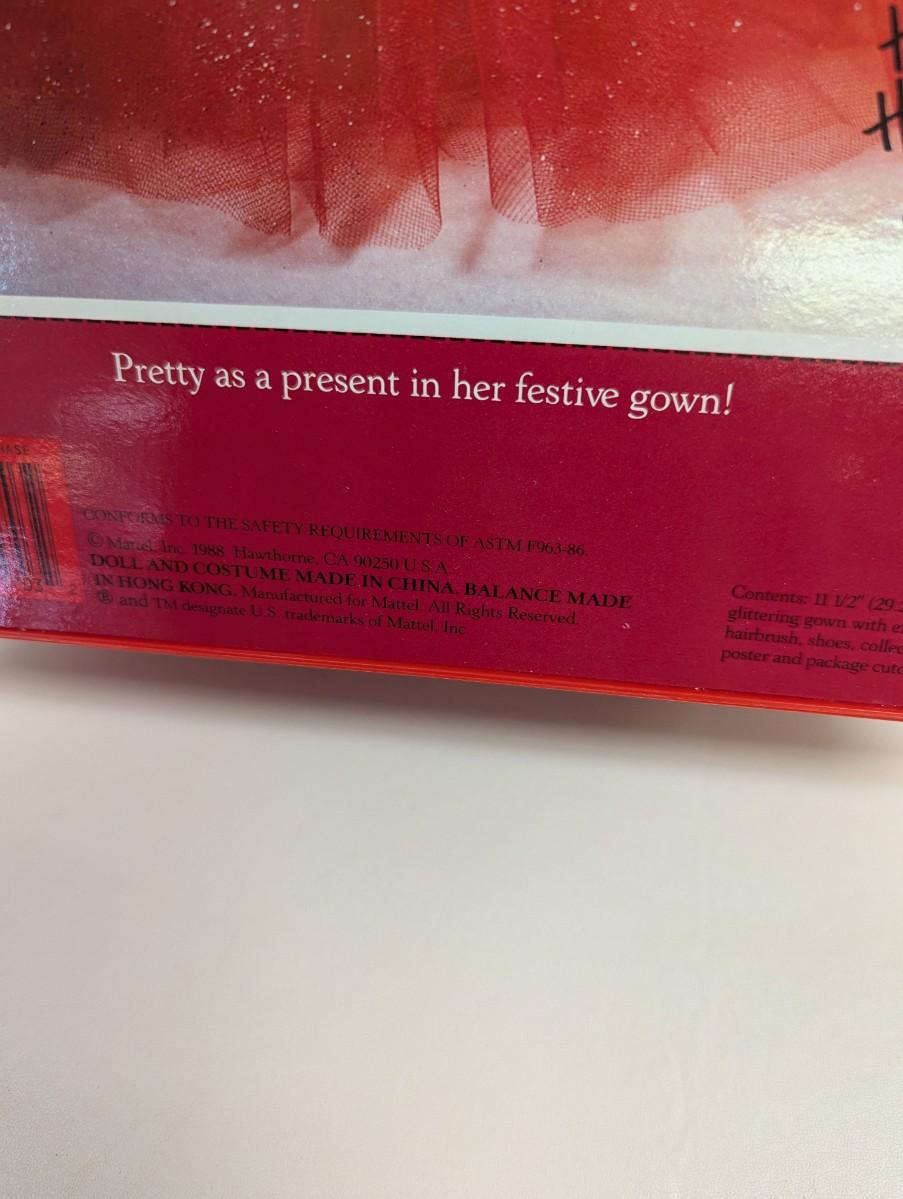 Pretty as a present in her festive gown!
CONFORMS TO THE SAFETY REQUIREMENTS OF ASTM F963-86.
© Mattel, Inc. 1988. Hawthorne, CA 90250 U.S.A.
DOLL AND COSTUME MADE IN CHINA. BALANCE MADE
IN HONG KONG. Manufactured for Mattel. All Rights Reserved.
® and ™ designate U.S. trademarks of Mattel, Inc.
Contents: 11 1/2" (29.
glittering gown with
hairbrush, shoes,
poster and package